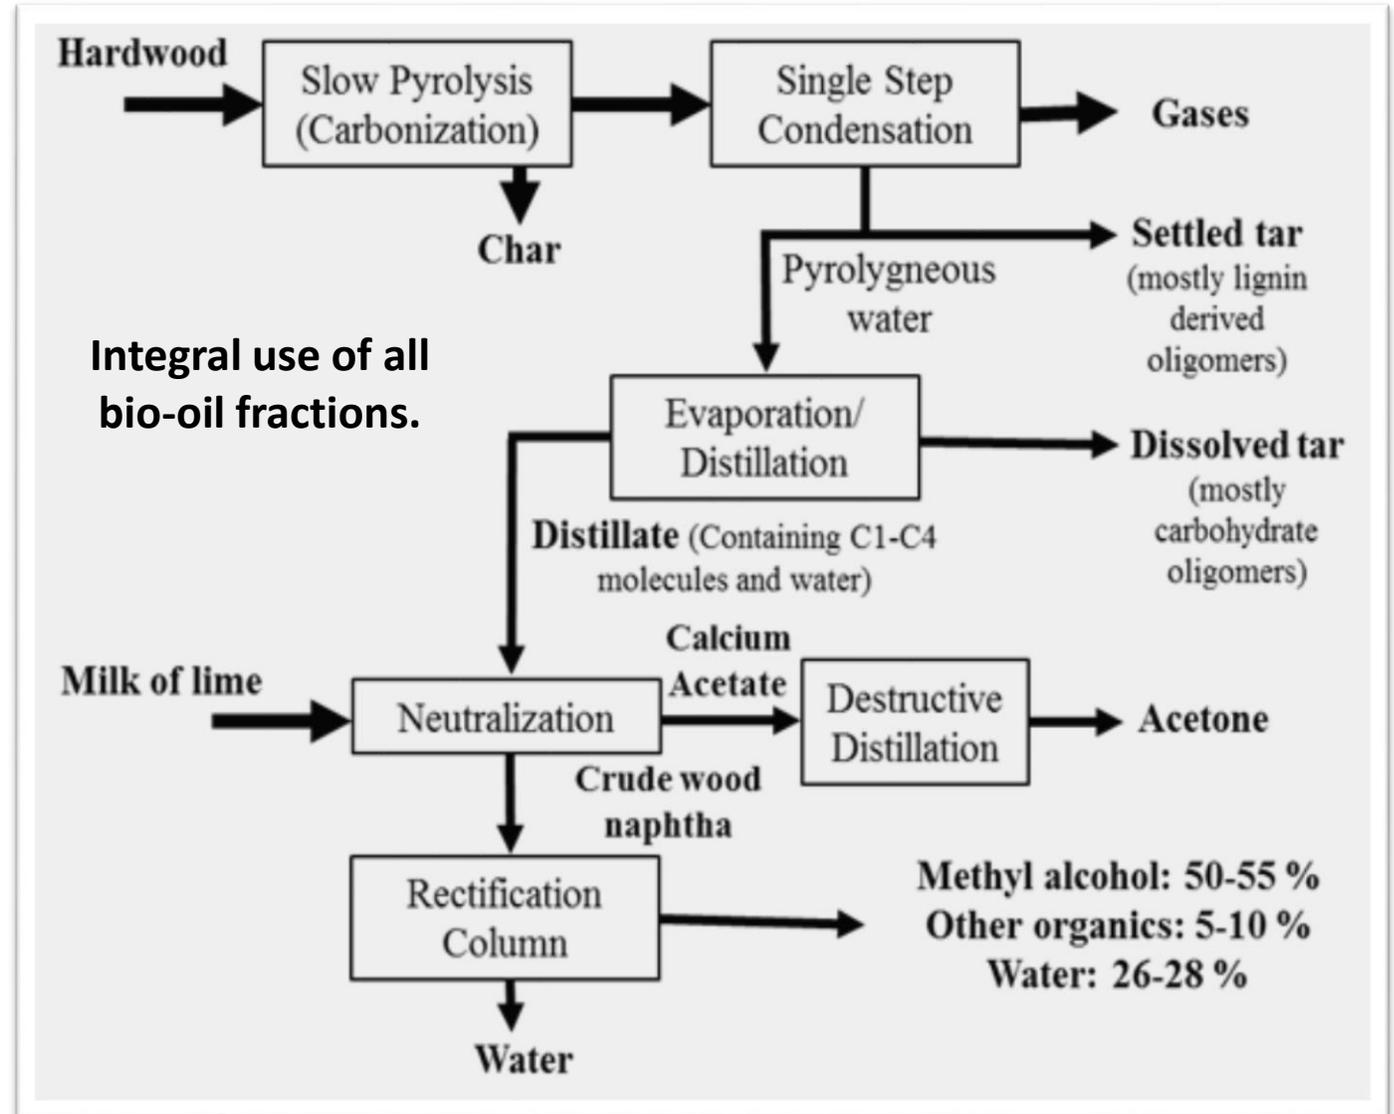 Hardwood
Slow Pyrolysis
(Carbonization)
Single Step
Condensation
Gases
Char
Settled tar
(mostly lignin
derived
oligomers)
Pyrolygneous
water
Integral use of all
bio-oil fractions.
Evaporation/
Distillation
Dissolved tar
(mostly
carbohydrate
oligomers)
Distillate (Containing C1-C4
molecules and water)
Milk of lime
Neutralization
Calcium
Acetate
Destructive
Distillation
Acetone
Crude wood
naphtha
Rectification
Column
Methyl alcohol: 50-55 %
Other organics: 5-10 %
Water: 26-28 %
Water